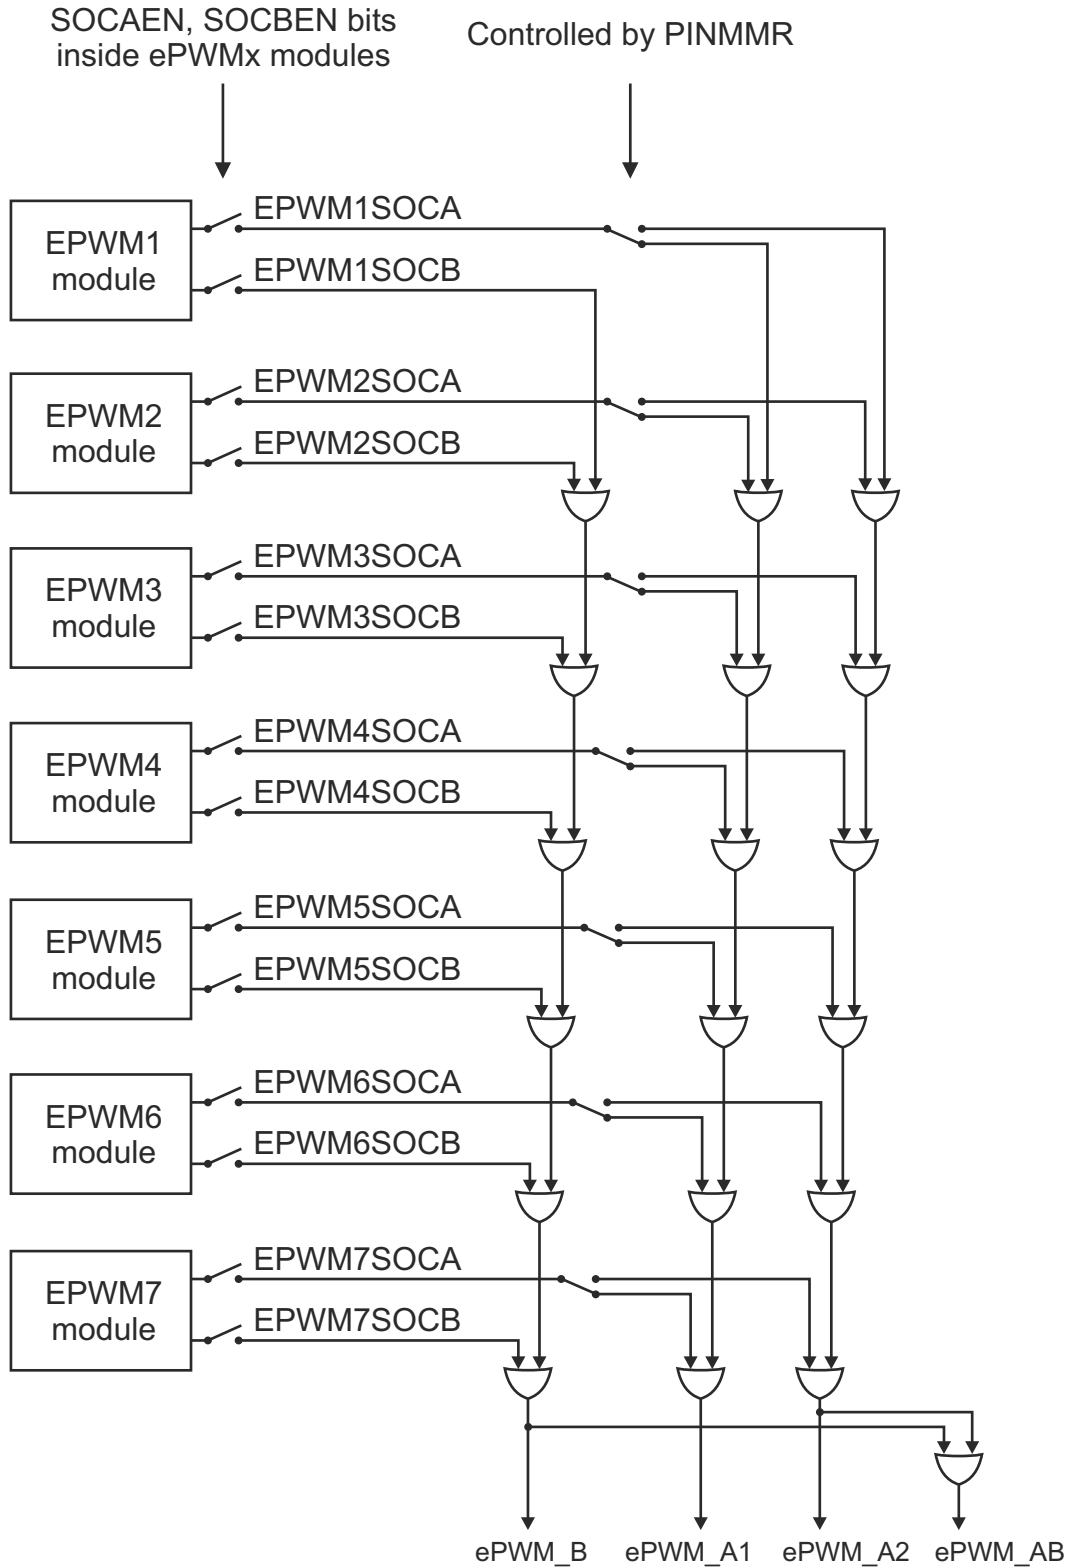 SOCAEN, SOCBEN bits
inside ePWMx modules
Controlled by PINMMR
EPWM1
module
EPWM1SOCA
EPWM1SOCB
EPWM2
module
EPWM2SOCA
EPWM2SOCB
EPWM3
module
EPWM3SOCA
EPWM3SOCB
EPWM4
module
EPWM4SOCA
EPWM4SOCB
EPWM5
module
EPWM5SOCA
EPWM5SOCB
EPWM6
module
EPWM6SOCA
EPWM6SOCB
EPWM7
module
EPWM7SOCA
EPWM7SOCB
ePWM_B
ePWM_A1
ePWM_A2
ePWM_AB